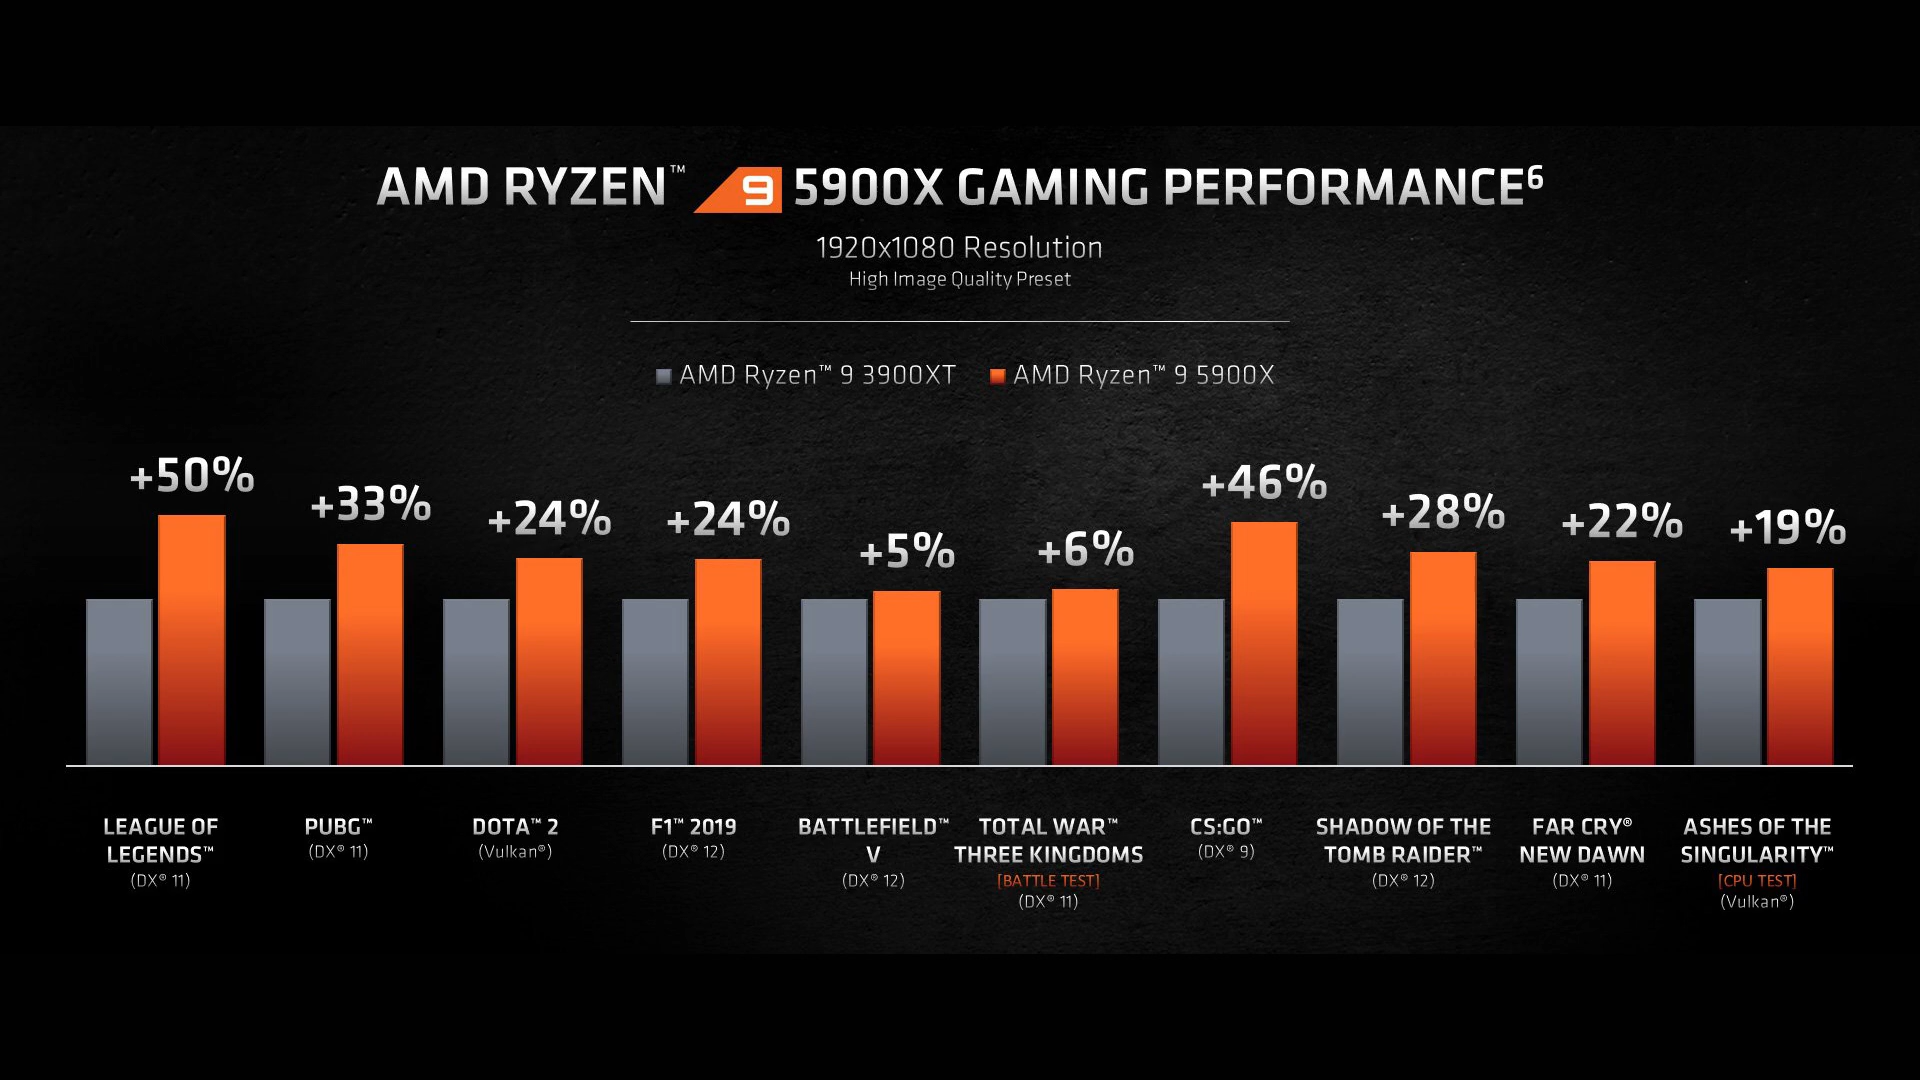 AMD RYZEN™ 9 5900X GAMING PERFORMANCE⁶
1920x1080 Resolution
High Image Quality Preset
AMD Ryzen™ 9 3900XT AMD Ryzen™ 9 5900X
+50% +33% +24% +24% +5% +6% +46% +28% +22% +19%
LEAGUE OF
LEGENDS™
(DX® 11)
PUBG™
(DX® 11)
DOTA™ 2
(Vulkan®)
F1™ 2019
(DX® 12)
BATTLEFIELD™
V
(DX® 12)
TOTAL WAR™
THREE KINGDOMS
[BATTLE TEST]
(DX® 11)
CS:GO™
(DX® 9)
SHADOW OF THE
TOMB RAIDER™
(DX® 12)
FAR CRY®
NEW DAWN
(DX® 11)
ASHES OF THE
SINGULARITY™
[CPU TEST]
(Vulkan®)